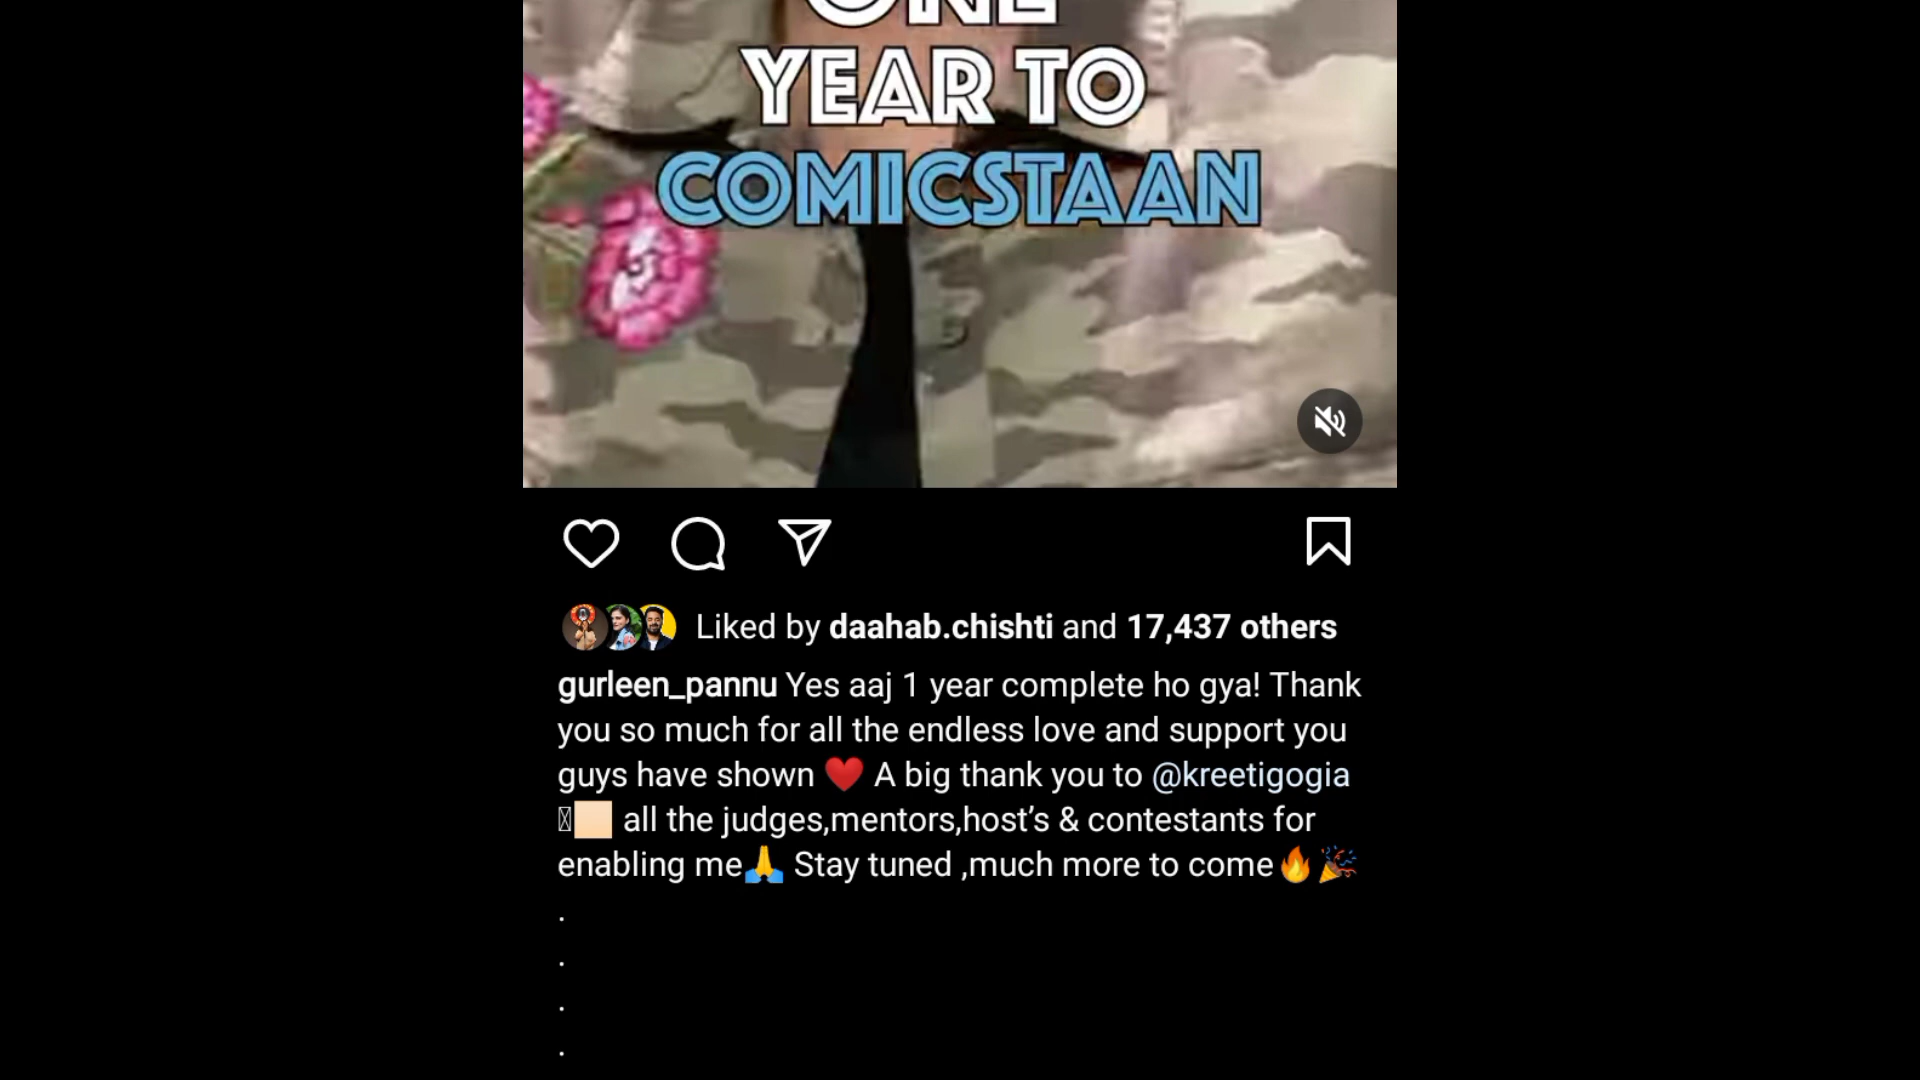 ONE
YEAR TO
COMICSTAAN
Liked by daahab.chishti and 17,437 others
gurleen_pannu Yes aaj 1 year complete ho gya! Thank
you so much for all the endless love and support you
guys have shown ❤️ A big thank you to @kreetigogia
all the judges,mentors,host’s & contestants for
enabling me🙏 Stay tuned ,much more to come🔥🎉
.
.
.
.